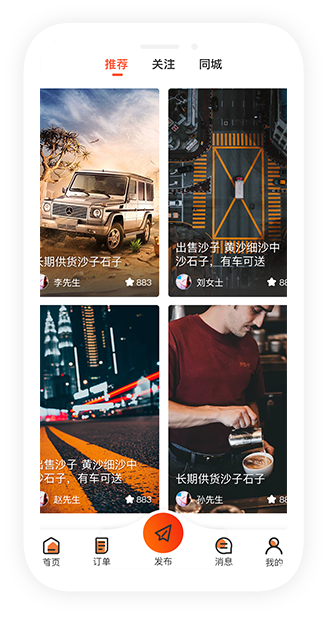 推荐 关注 同城
长期供货沙子石子
李先生 883
出售沙子 黄沙细沙中
沙石子，有车可送
刘女士 88
出售沙子 黄沙细沙中
沙石子，有车可送
赵先生 883
长期供货沙子石子
孙先生 88
首页 订单 发布 消息 我的